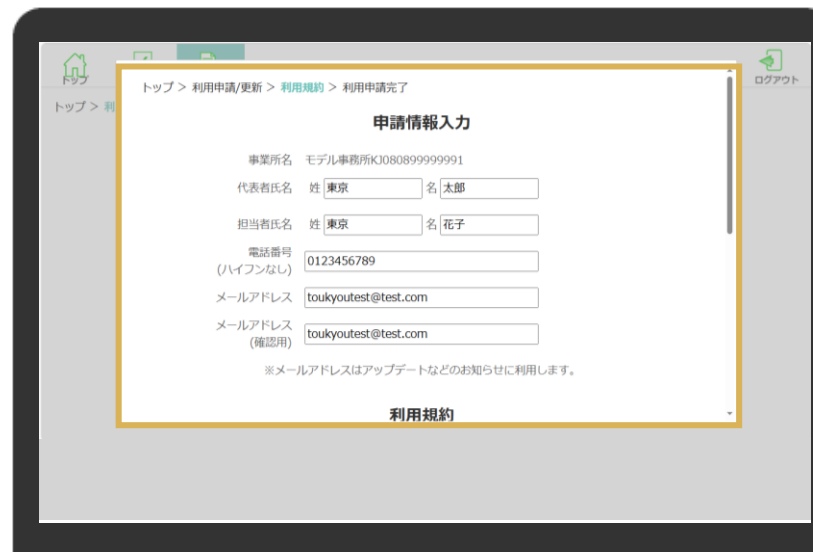 トップ
ログアウト
トップ > 利
トップ > 利用申請/更新 > 利用規約 > 利用申請完了
申請情報入力
事業所名 モデル事務所KJ080899999991
代表者氏名 姓 東京 名 太郎
担当者氏名 姓 東京 名 花子
電話番号
(ハイフンなし) 0123456789
メールアドレス toukyoutest@test.com
メールアドレス
(確認用) toukyoutest@test.com
※メールアドレスはアップデートなどのお知らせに利用します。
利用規約